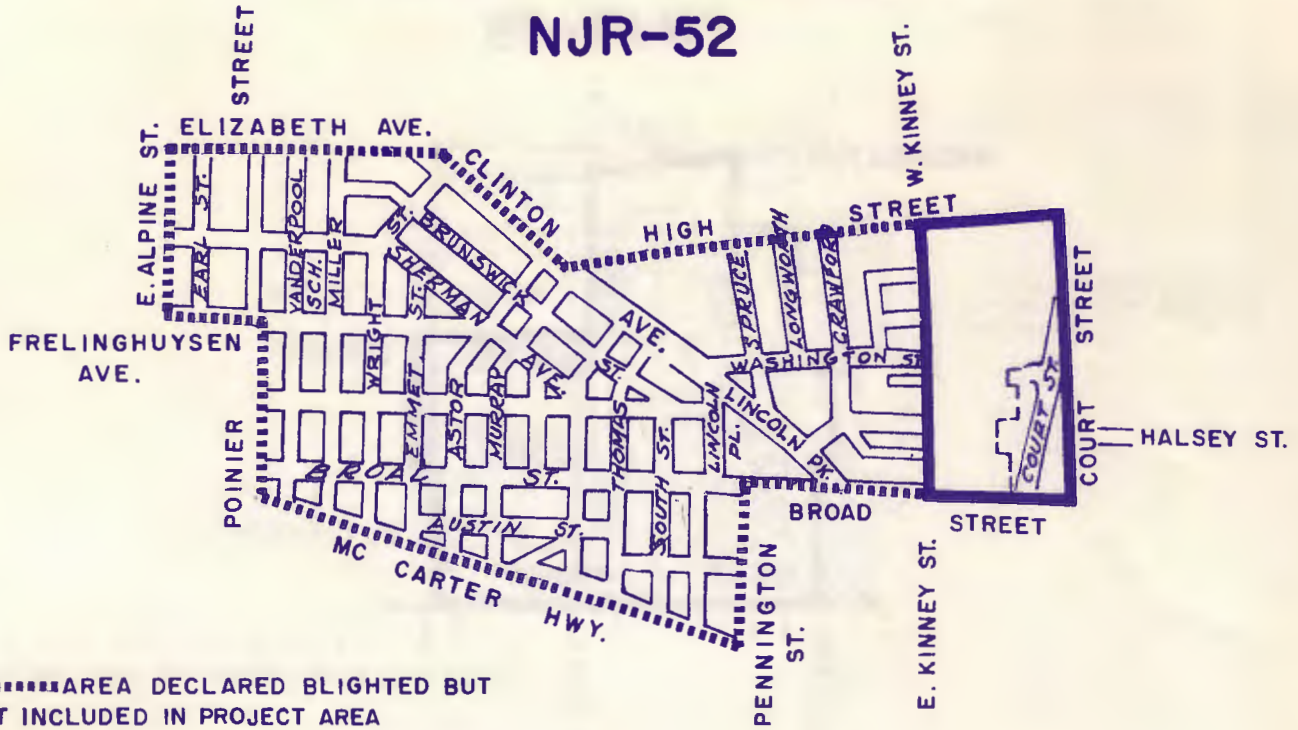 NJR-52
STREET
W. KINNEY ST.
ELIZABETH AVE.
E. ALPINE ST.
CLINTON
AVE.
HIGH STREET
EARL ST.
VANDERPOOL
SCH.
MILLER
ST.
BRUNSWICK
SHERMAN
AVE.
SPRUCE
LONGWORTH
CRAWFORD
COURT STREET
COURT ST.
FRELINGHUYSEN
AVE.
WRIGHT
ST.
EMMET
ASTOR
MURRAY
ST.
THOMAS
ST.
SOUTH
LINCOLN
PL.
WASHINGTON ST.
LINCOLN PK.
HALSEY ST.
POINIER
BROAD ST.
AUSTIN ST.
BROAD STREET
MC CARTER HWY.
PENNINGTON
ST.
E. KINNEY ST.
AREA DECLARED BLIGHTED BUT
T INCLUDED IN PROJECT AREA